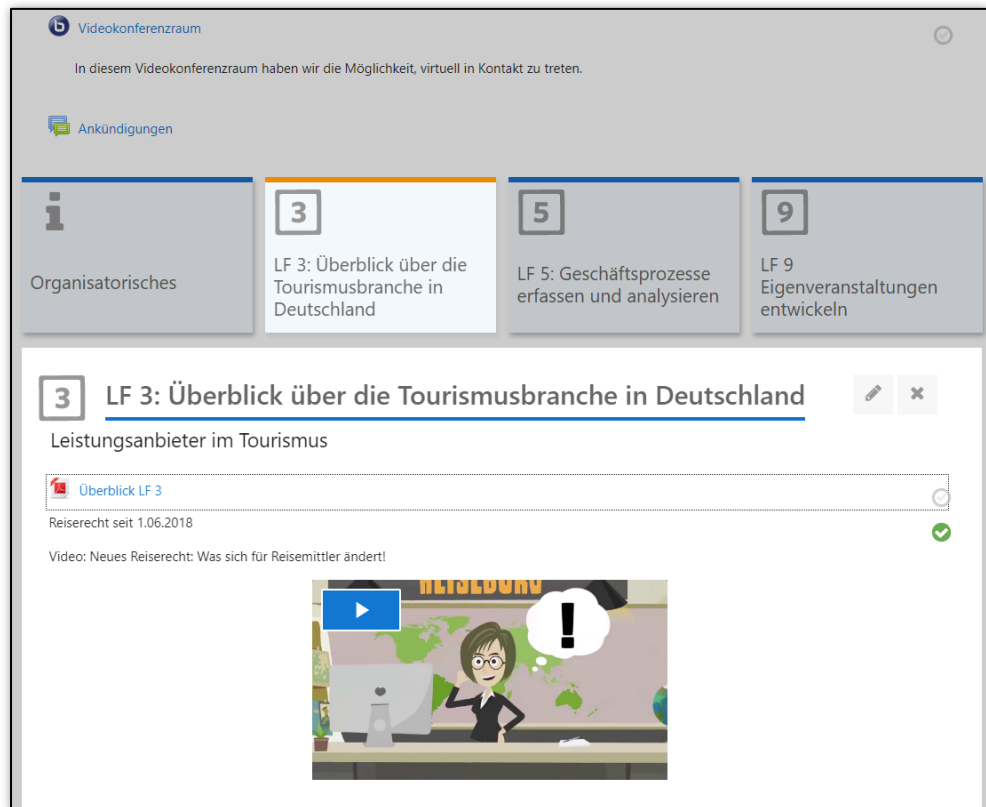 Videokonferenzraum
In diesem Videokonferenzraum haben wir die Möglichkeit, virtuell in Kontakt zu treten.
Ankündigungen
i
Organisatorisches
3
LF 3: Überblick über die
Tourismusbranche in
Deutschland
5
LF 5: Geschäftsprozesse
erfassen und analysieren
9
LF 9
Eigenveranstaltungen
entwickeln
3
LF 3: Überblick über die Tourismusbranche in Deutschland
Leistungsanbieter im Tourismus
Überblick LF 3
Reiserecht seit 1.06.2018
Video: Neues Reiserecht: Was sich für Reisemittler ändert!
REISEBÜRO
!